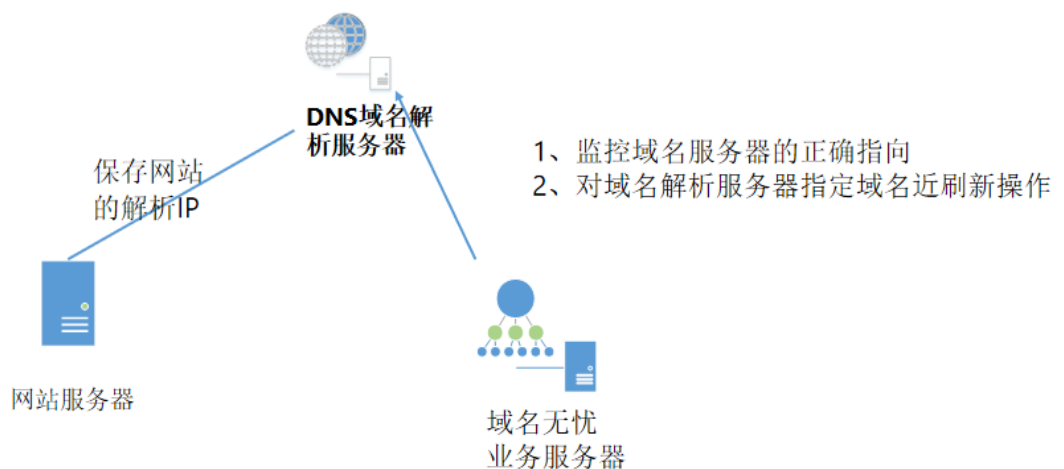 DNS域名解
析服务器
保存网站
的解析IP
1、监控域名服务器的正确指向
2、对域名解析服务器指定域名近刷新操作
网站服务器
域名无忧
业务服务器